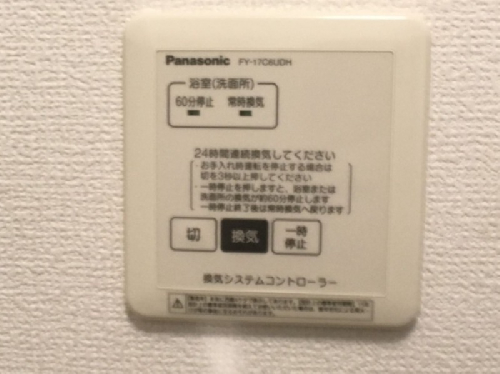 Panasonic FY-17C6UDH
浴室(洗面所)
60分停止 常時換気
24時間連続換気してください
・お手入れ時運転を停止する場合は
切を3秒以上押してください
・一時停止を押しますと、浴室または
洗面所の換気が約60分停止します
一時停止終了後は常時換気へ戻ります
切 換気 一時
停止
換気システムコントローラー